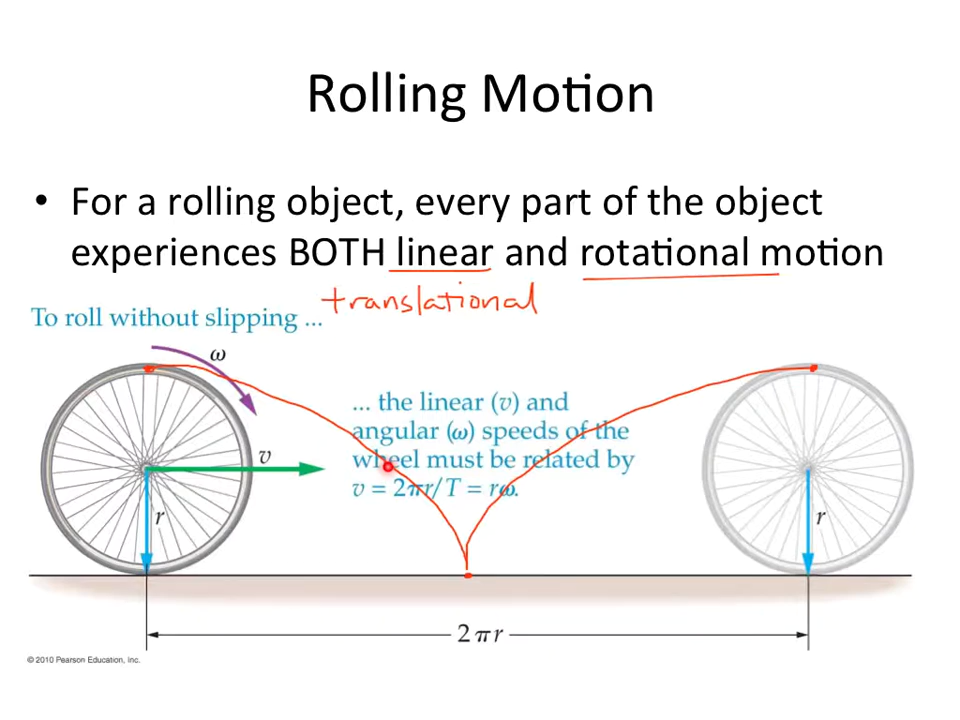 Rolling Motion
• For a rolling object, every part of the object
experiences BOTH linear and rotational motion
translational
To roll without slipping ...
ω
... the linear (v) and
angular (ω) speeds of the
v
wheel must be related by
v = 2πr/T = rω.
r
r
2πr
© 2010 Pearson Education, Inc.